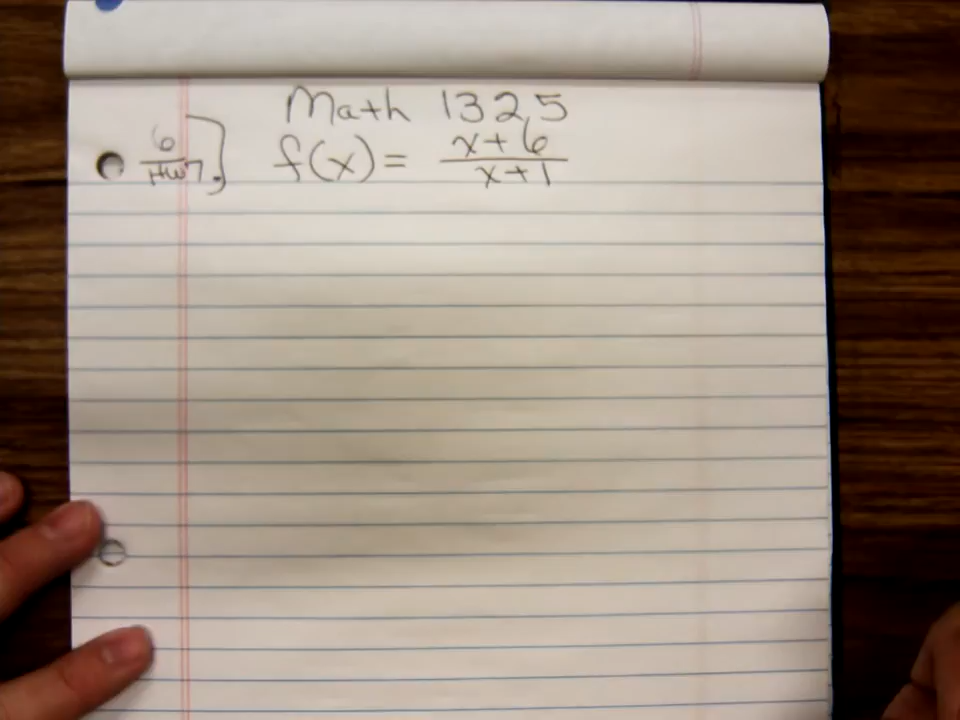 Math 1325
6/HW7.] f(x) = x+6/x+1